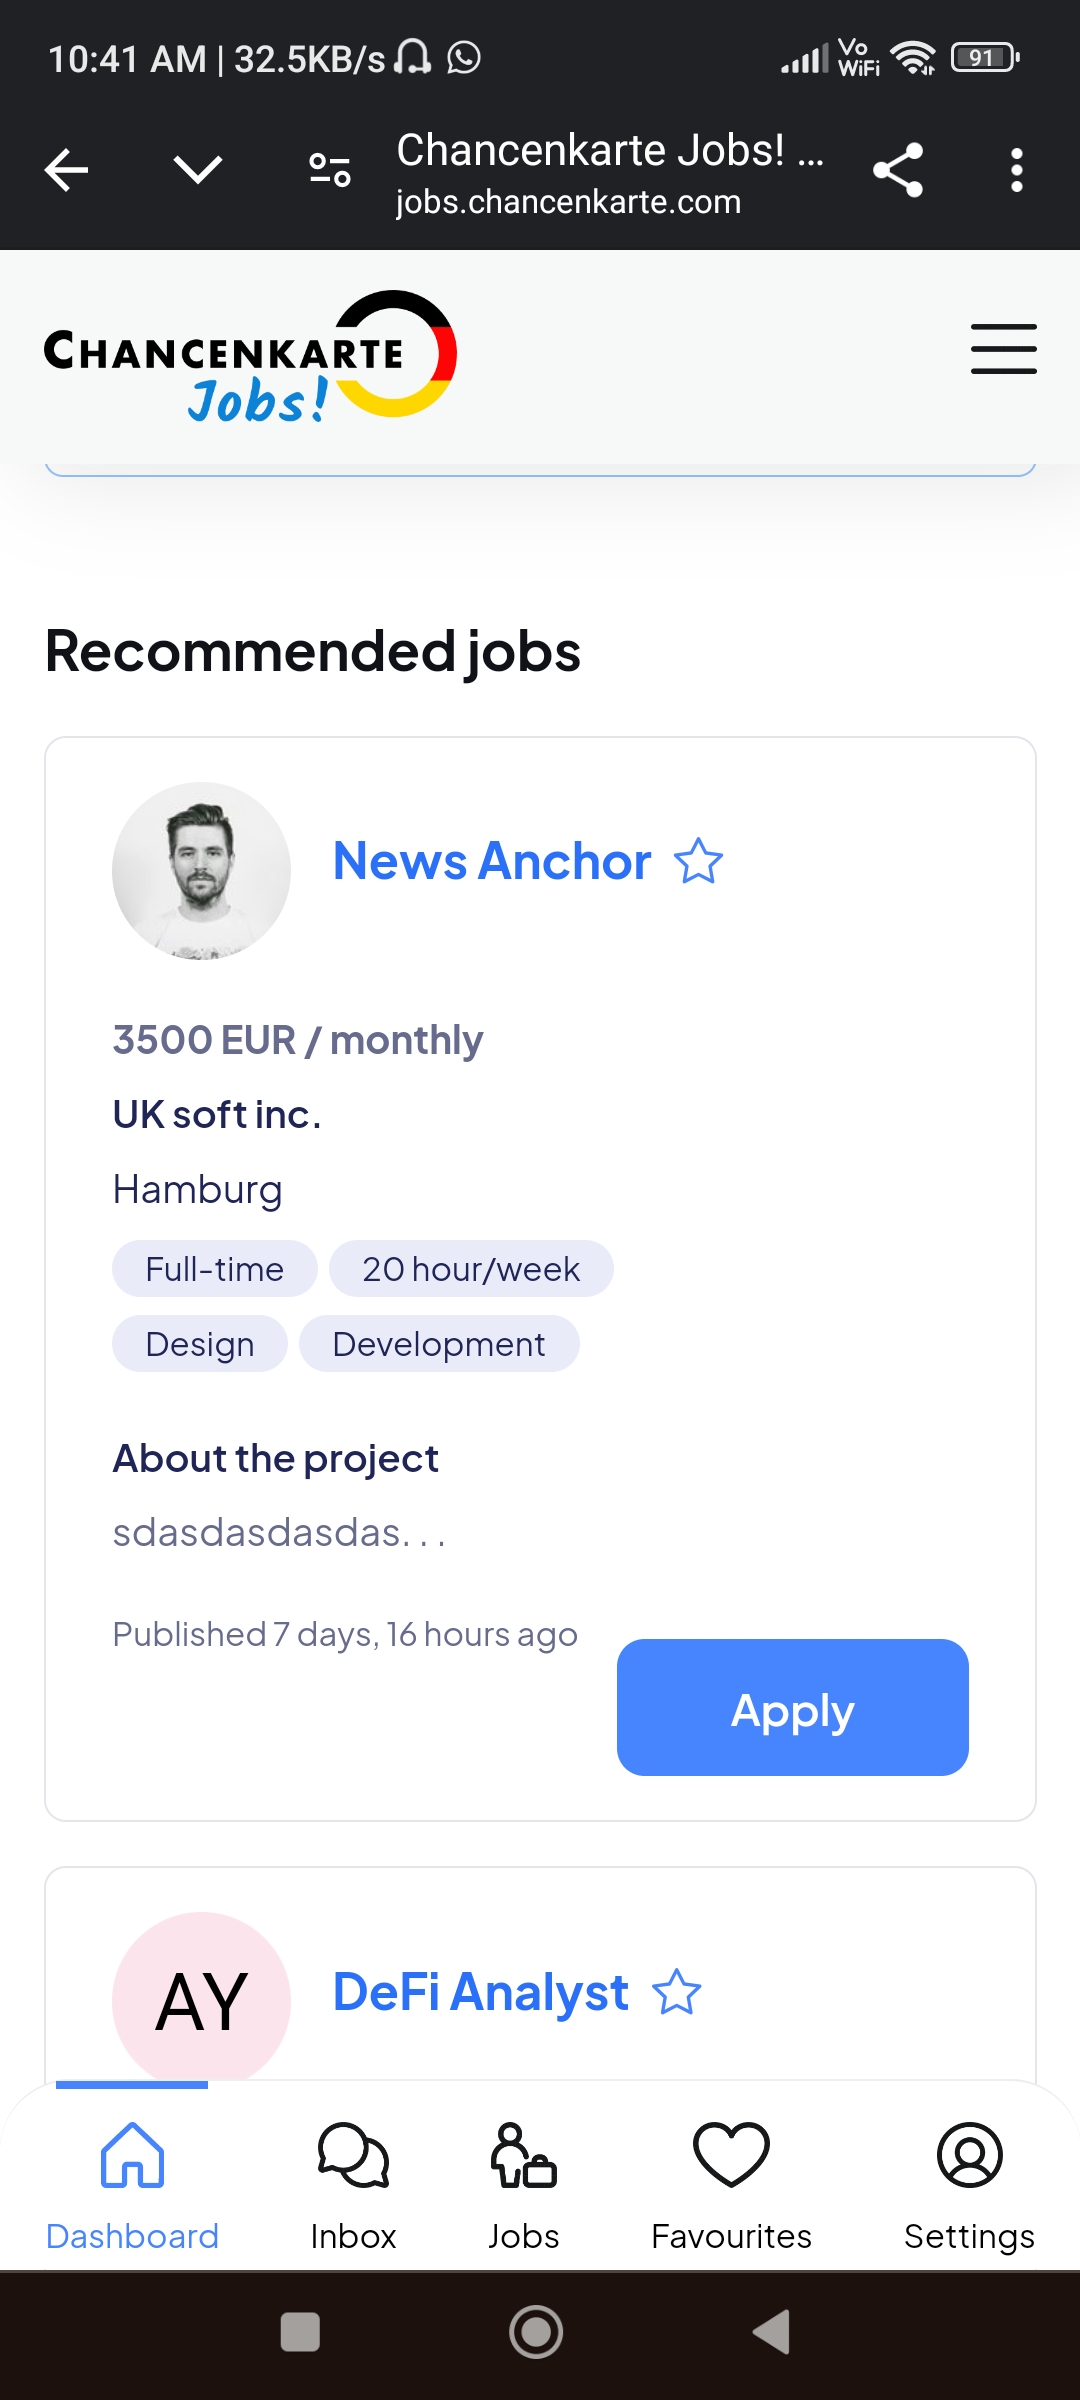 10:41 AM | 32.5KB/s
Vo
WiFi
91
Chancenkarte Jobs! ...
jobs.chancenkarte.com
CHANCENKARTE
Jobs!
Recommended jobs
News Anchor
3500 EUR / monthly
UK soft inc.
Hamburg
Full-time 20 hour/week
Design Development
About the project
sdasdasdasdas. . .
Published 7 days, 16 hours ago
Apply
AY
DeFi Analyst
Dashboard Inbox Jobs Favourites Settings